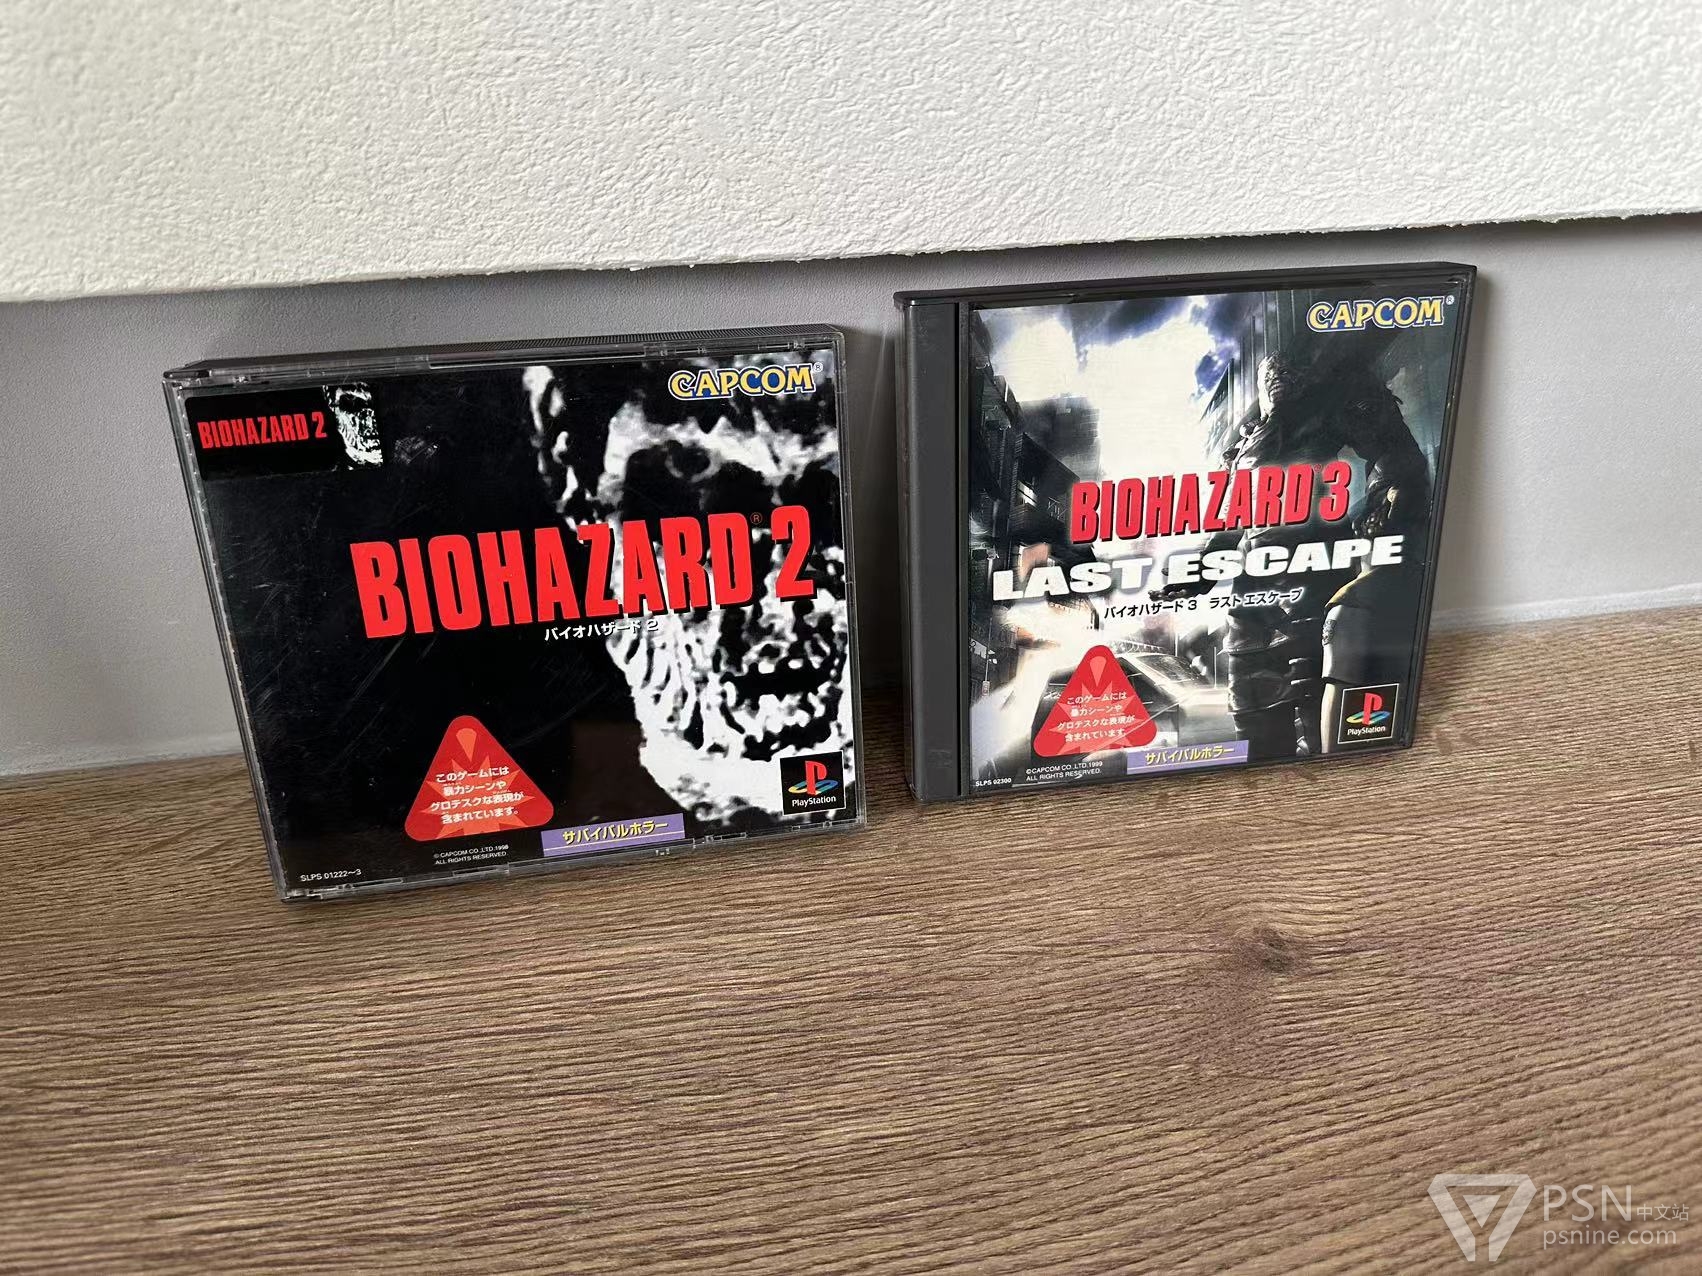 BIOHAZARD 2
CAPCOM®
BIOHAZARD® 2
バイオハザード 2
このゲームには
暴力シーンや
グロテスクな表現が
含まれています。
サバイバルホラー
PlayStation
©CAPCOM CO.,LTD.1998
ALL RIGHTS RESERVED.
SLPS 01222～3
CAPCOM®
BIOHAZARD® 3
LAST ESCAPE
バイオハザード 3 ラスト エスケープ
このゲームには
暴力シーンや
グロテスクな表現が
含まれています。
サバイバルホラー
PlayStation
©CAPCOM CO.,LTD.1999
ALL RIGHTS RESERVED.
SLPS 02300
PSN中文站
psnine.com